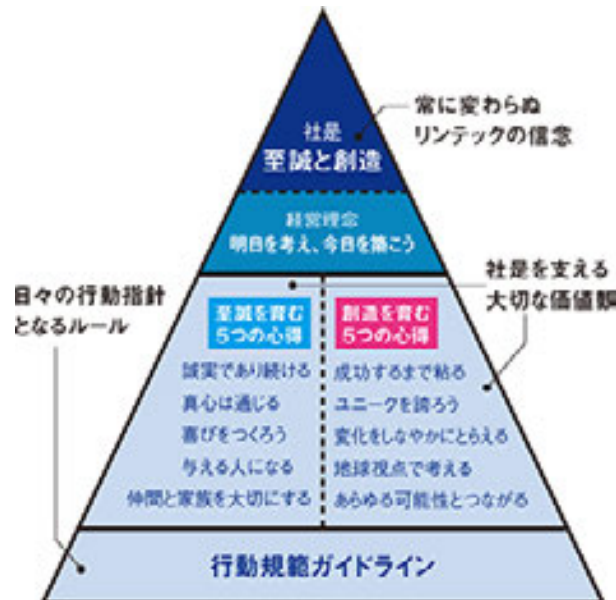 社是
至誠と創造
常に変わらぬ
リンテックの信念
経営理念
明日を考え、今日を築こう
社是を支える
大切な価値観
日々の行動指針
となるルール
至誠を育む
5つの心得
誠実であり続ける
真心は通じる
喜びをつくろう
与える人になる
仲間と家族を大切にする
創造を育む
5つの心得
成功するまで粘る
ユニークを誇ろう
変化をしなやかにとらえる
地球視点で考える
あらゆる可能性とつながる
行動規範ガイドライン